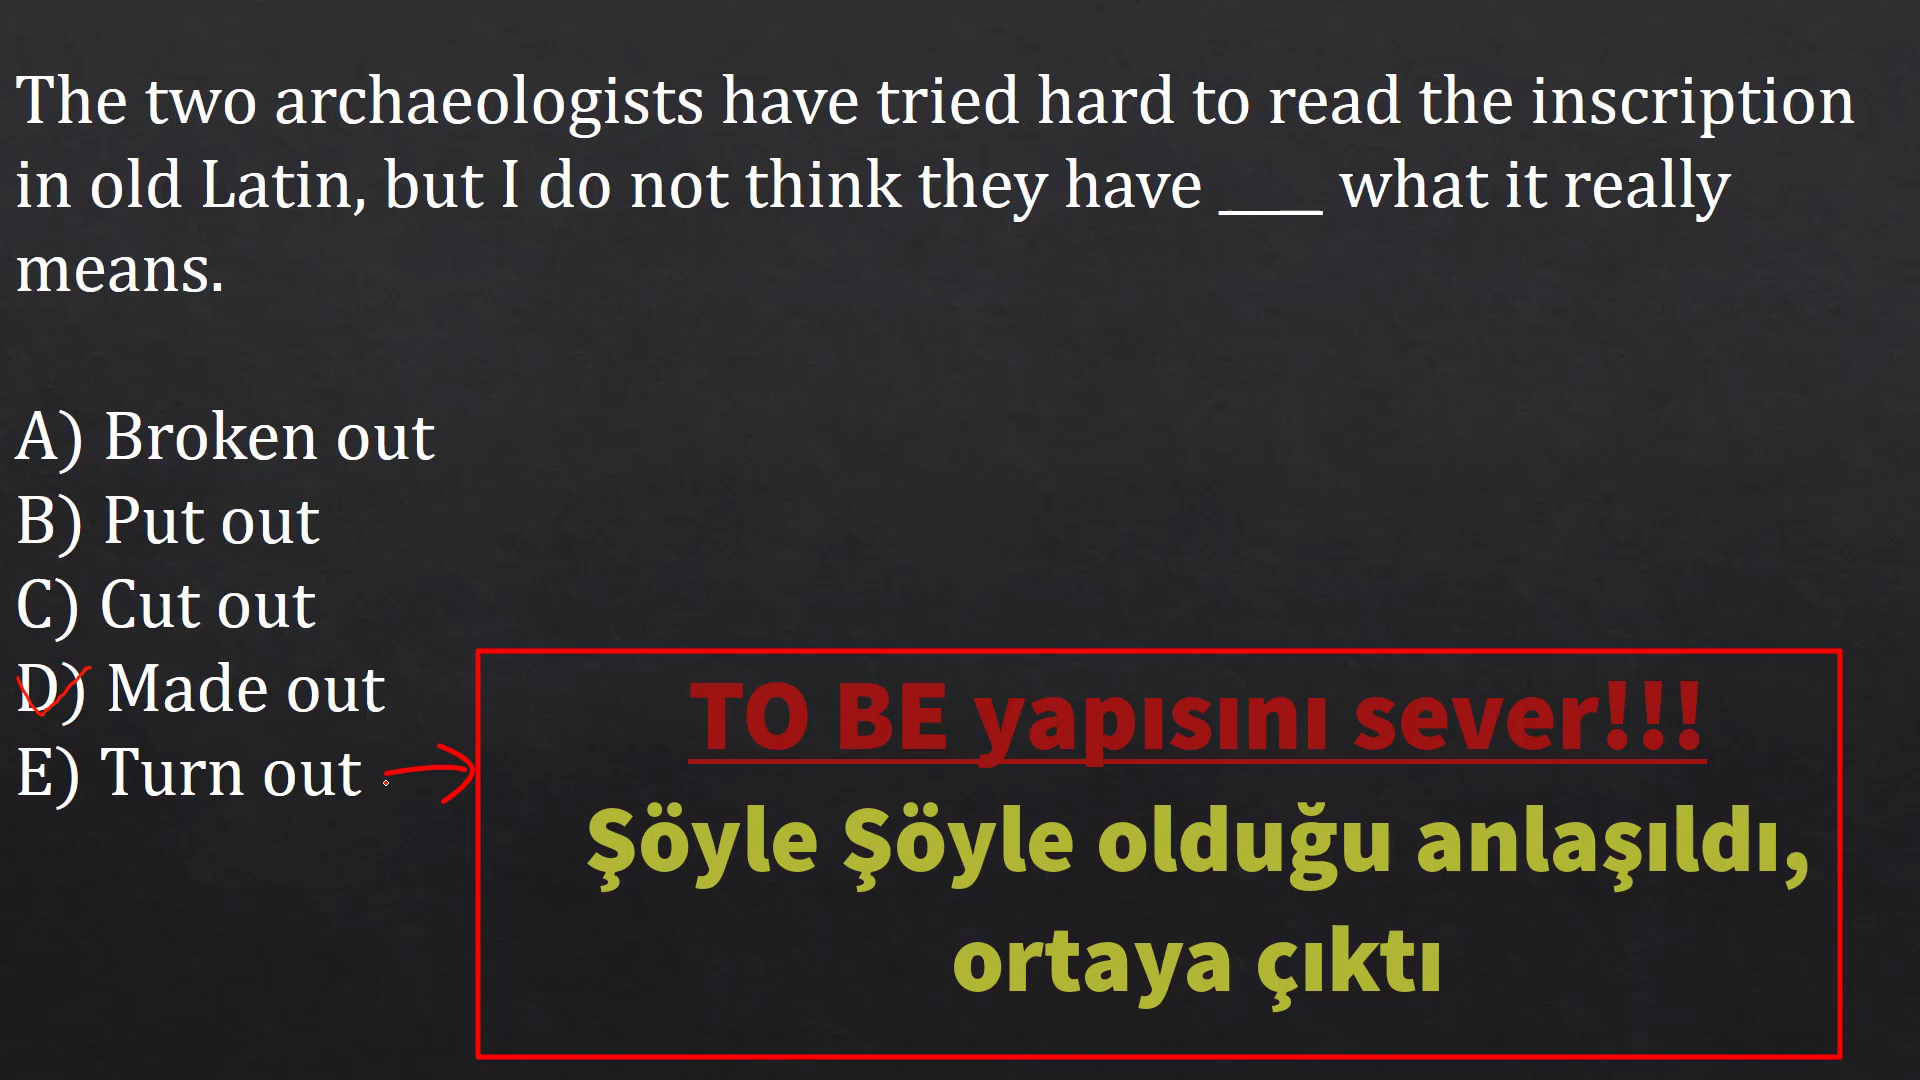 The two archaeologists have tried hard to read the inscription
in old Latin, but I do not think they have ____ what it really
means.
A) Broken out
B) Put out
C) Cut out
D) Made out
E) Turn out
TO BE yapısını sever!!!
Şöyle Şöyle olduğu anlaşıldı,
ortaya çıktı